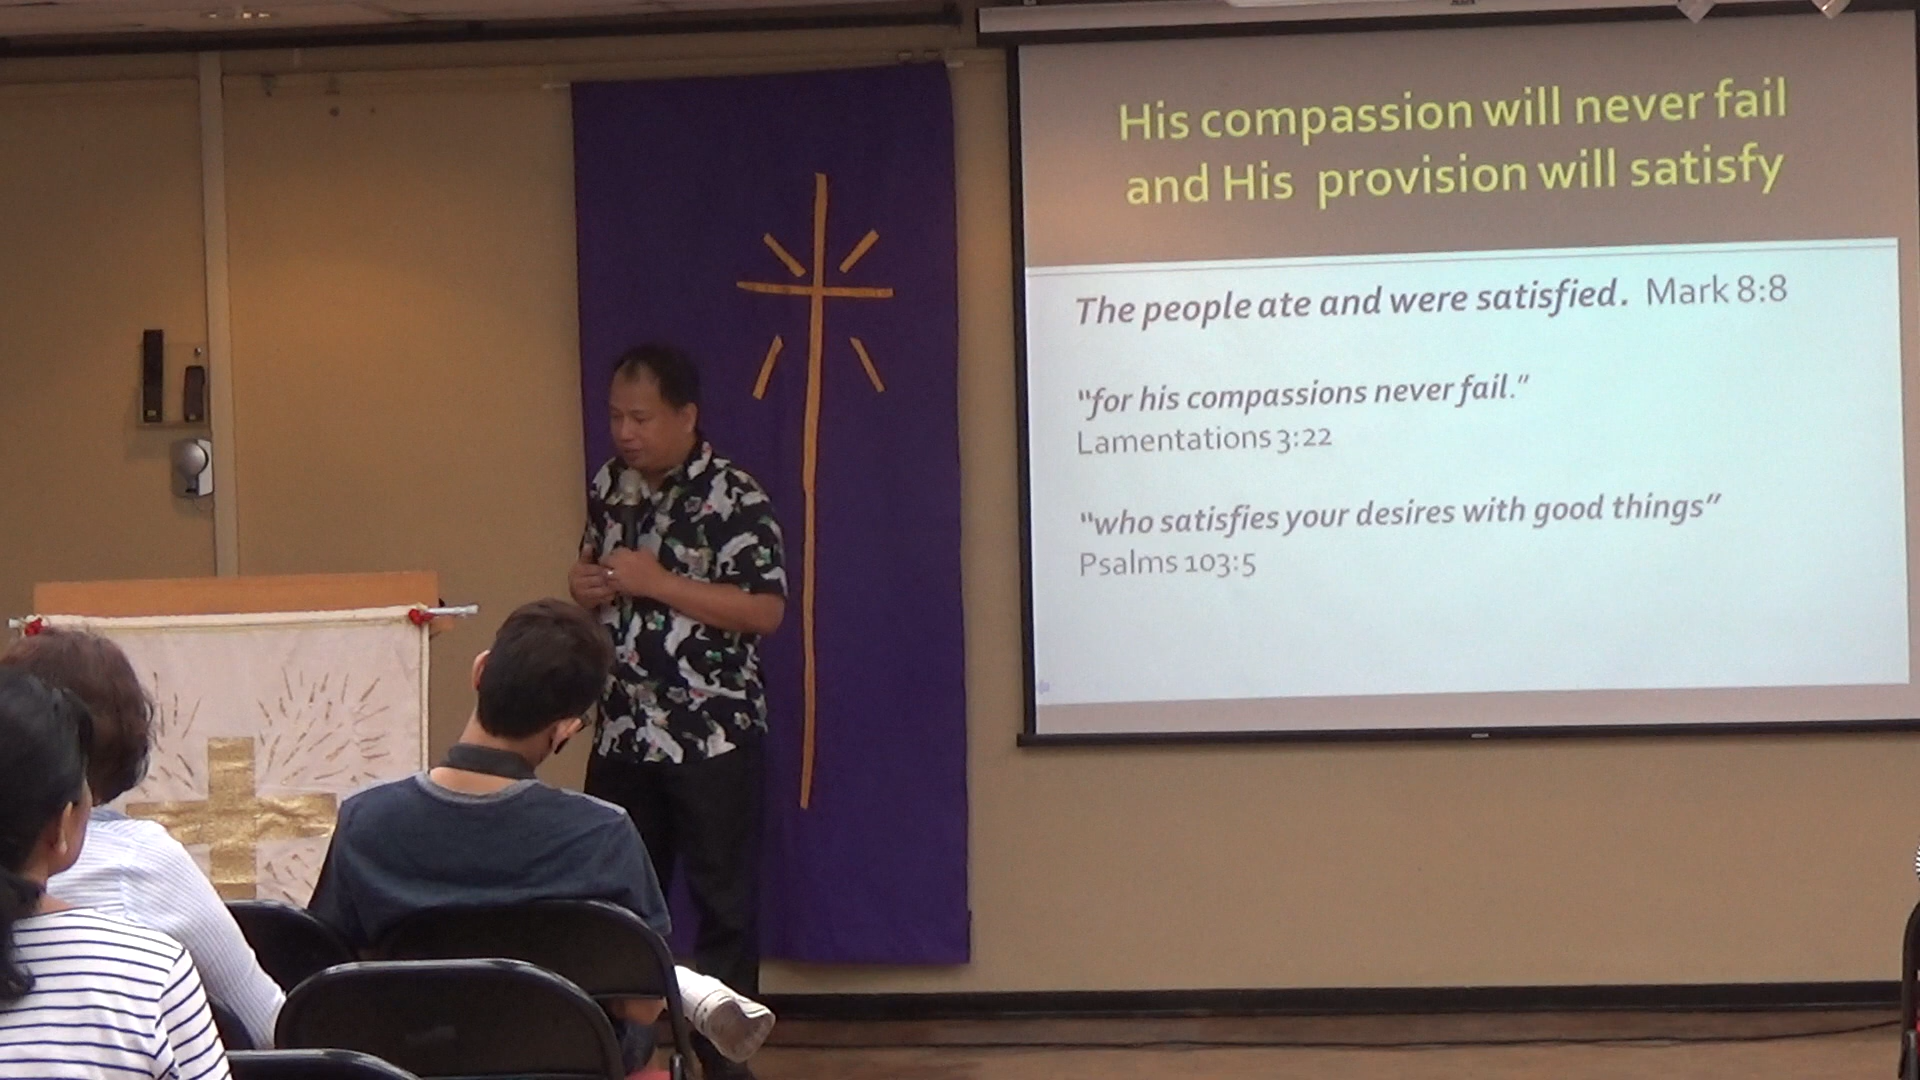 His compassion will never fail
and His provision will satisfy
The people ate and were satisfied. Mark 8:8
"for his compassions never fail."
Lamentations 3:22
"who satisfies your desires with good things"
Psalms 103:5